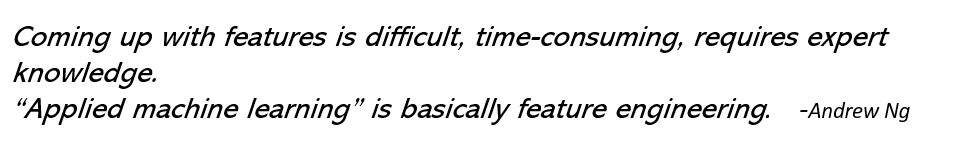 Coming up with features is difficult, time-consuming, requires expert
knowledge.
“Applied machine learning” is basically feature engineering. -Andrew Ng